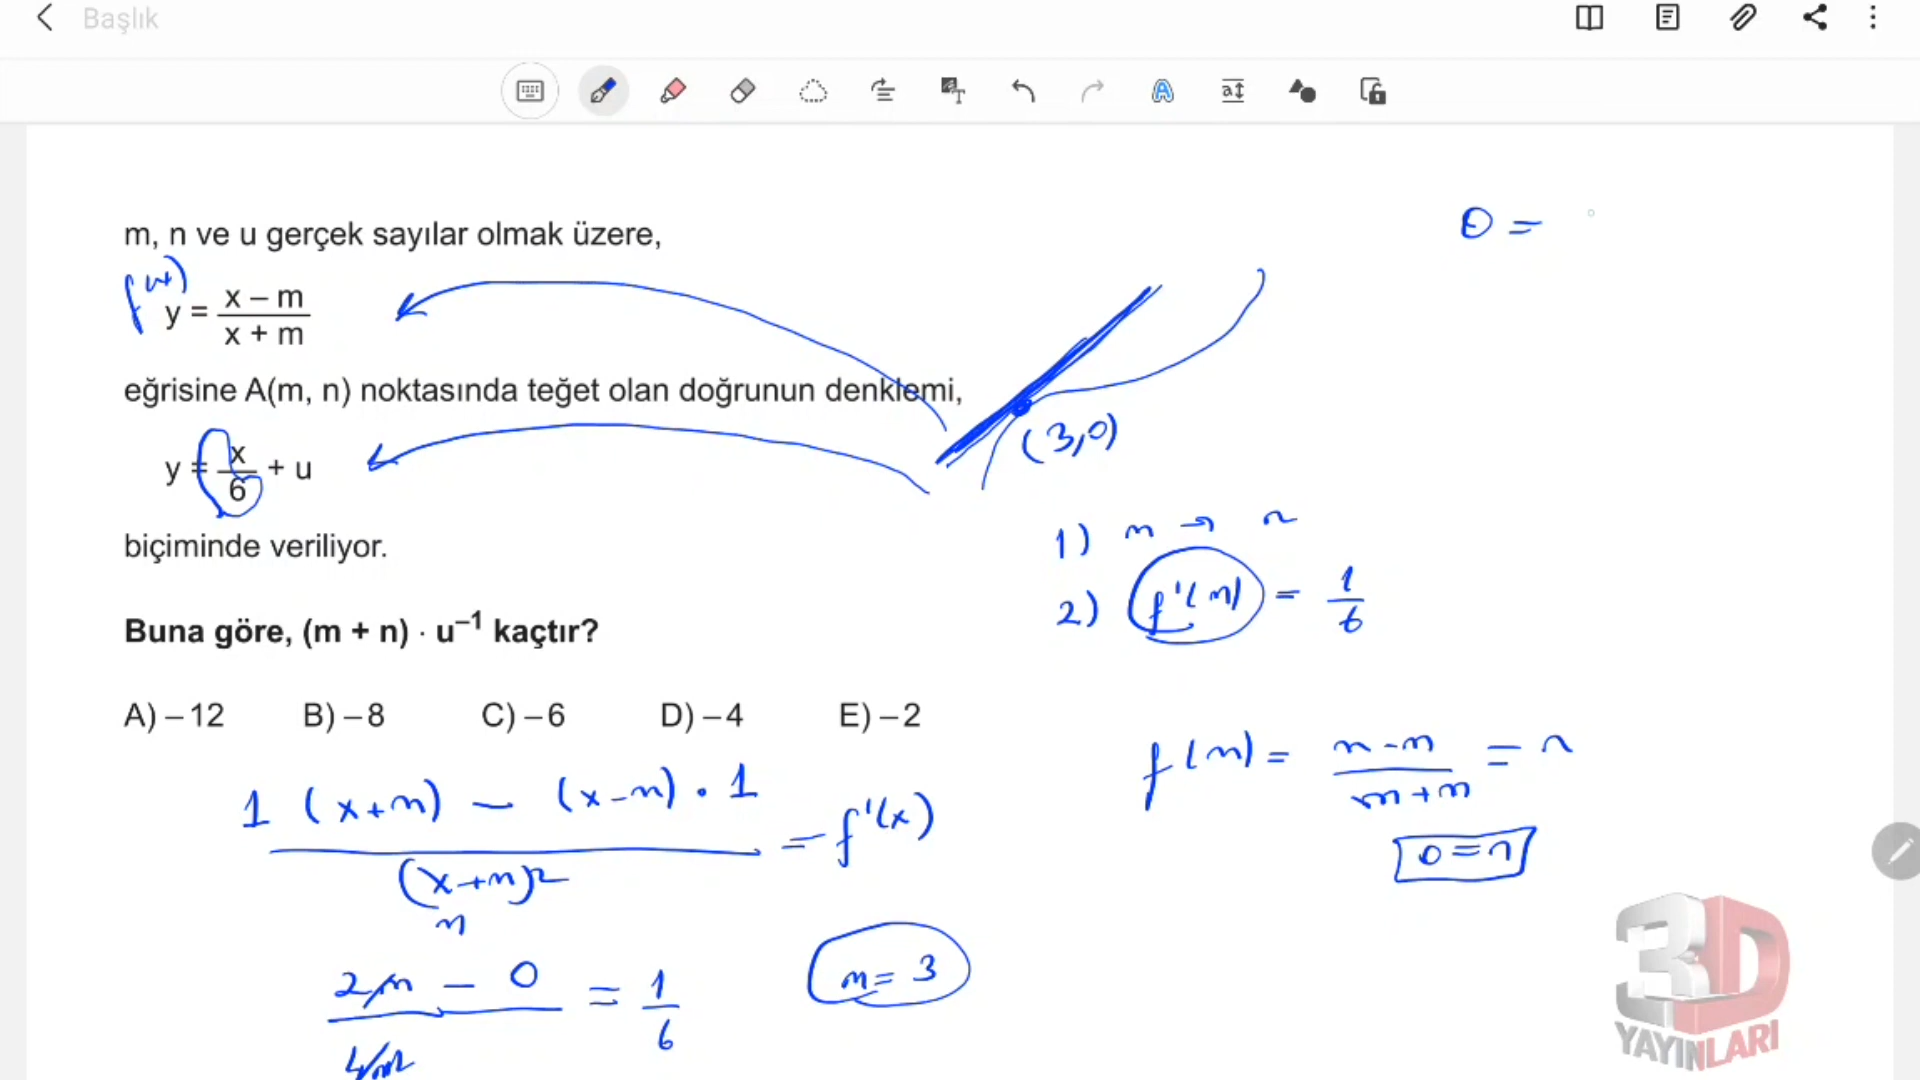 Başlık
m, n ve u gerçek sayılar olmak üzere,
f(x)
y = x – m / x + m
eğrisine A(m, n) noktasında teğet olan doğrunun denklemi,
y = x/6 + u
biçiminde veriliyor.
Buna göre, (m + n) · u⁻¹ kaçtır?
A) – 12 B) – 8 C) – 6 D) – 4 E) – 2
1 (x+m) – (x-m) · 1 / (x+m)² = f'(x)
m
2m – 0 / 4m² = 1/6
m = 3
0 =
(3,0)
1) m → n
2) f'(m) = 1/6
f(m) = m-m / m+m = n
0 = n
3D
YAYINLARI